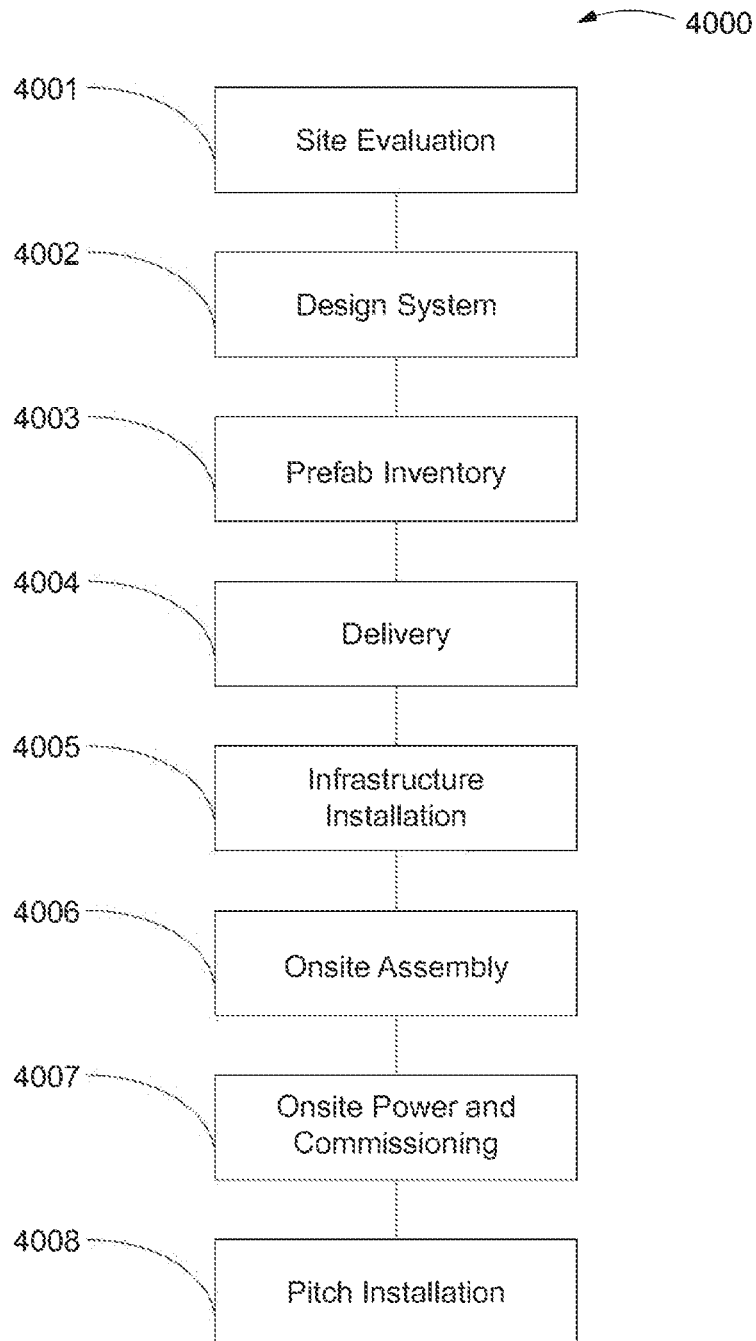 4000
4001
Site Evaluation
4002
Design System
4003
Prefab Inventory
4004
Delivery
4005
Infrastructure
Installation
4006
Onsite Assembly
4007
Onsite Power and
Commissioning
4008
Pitch Installation